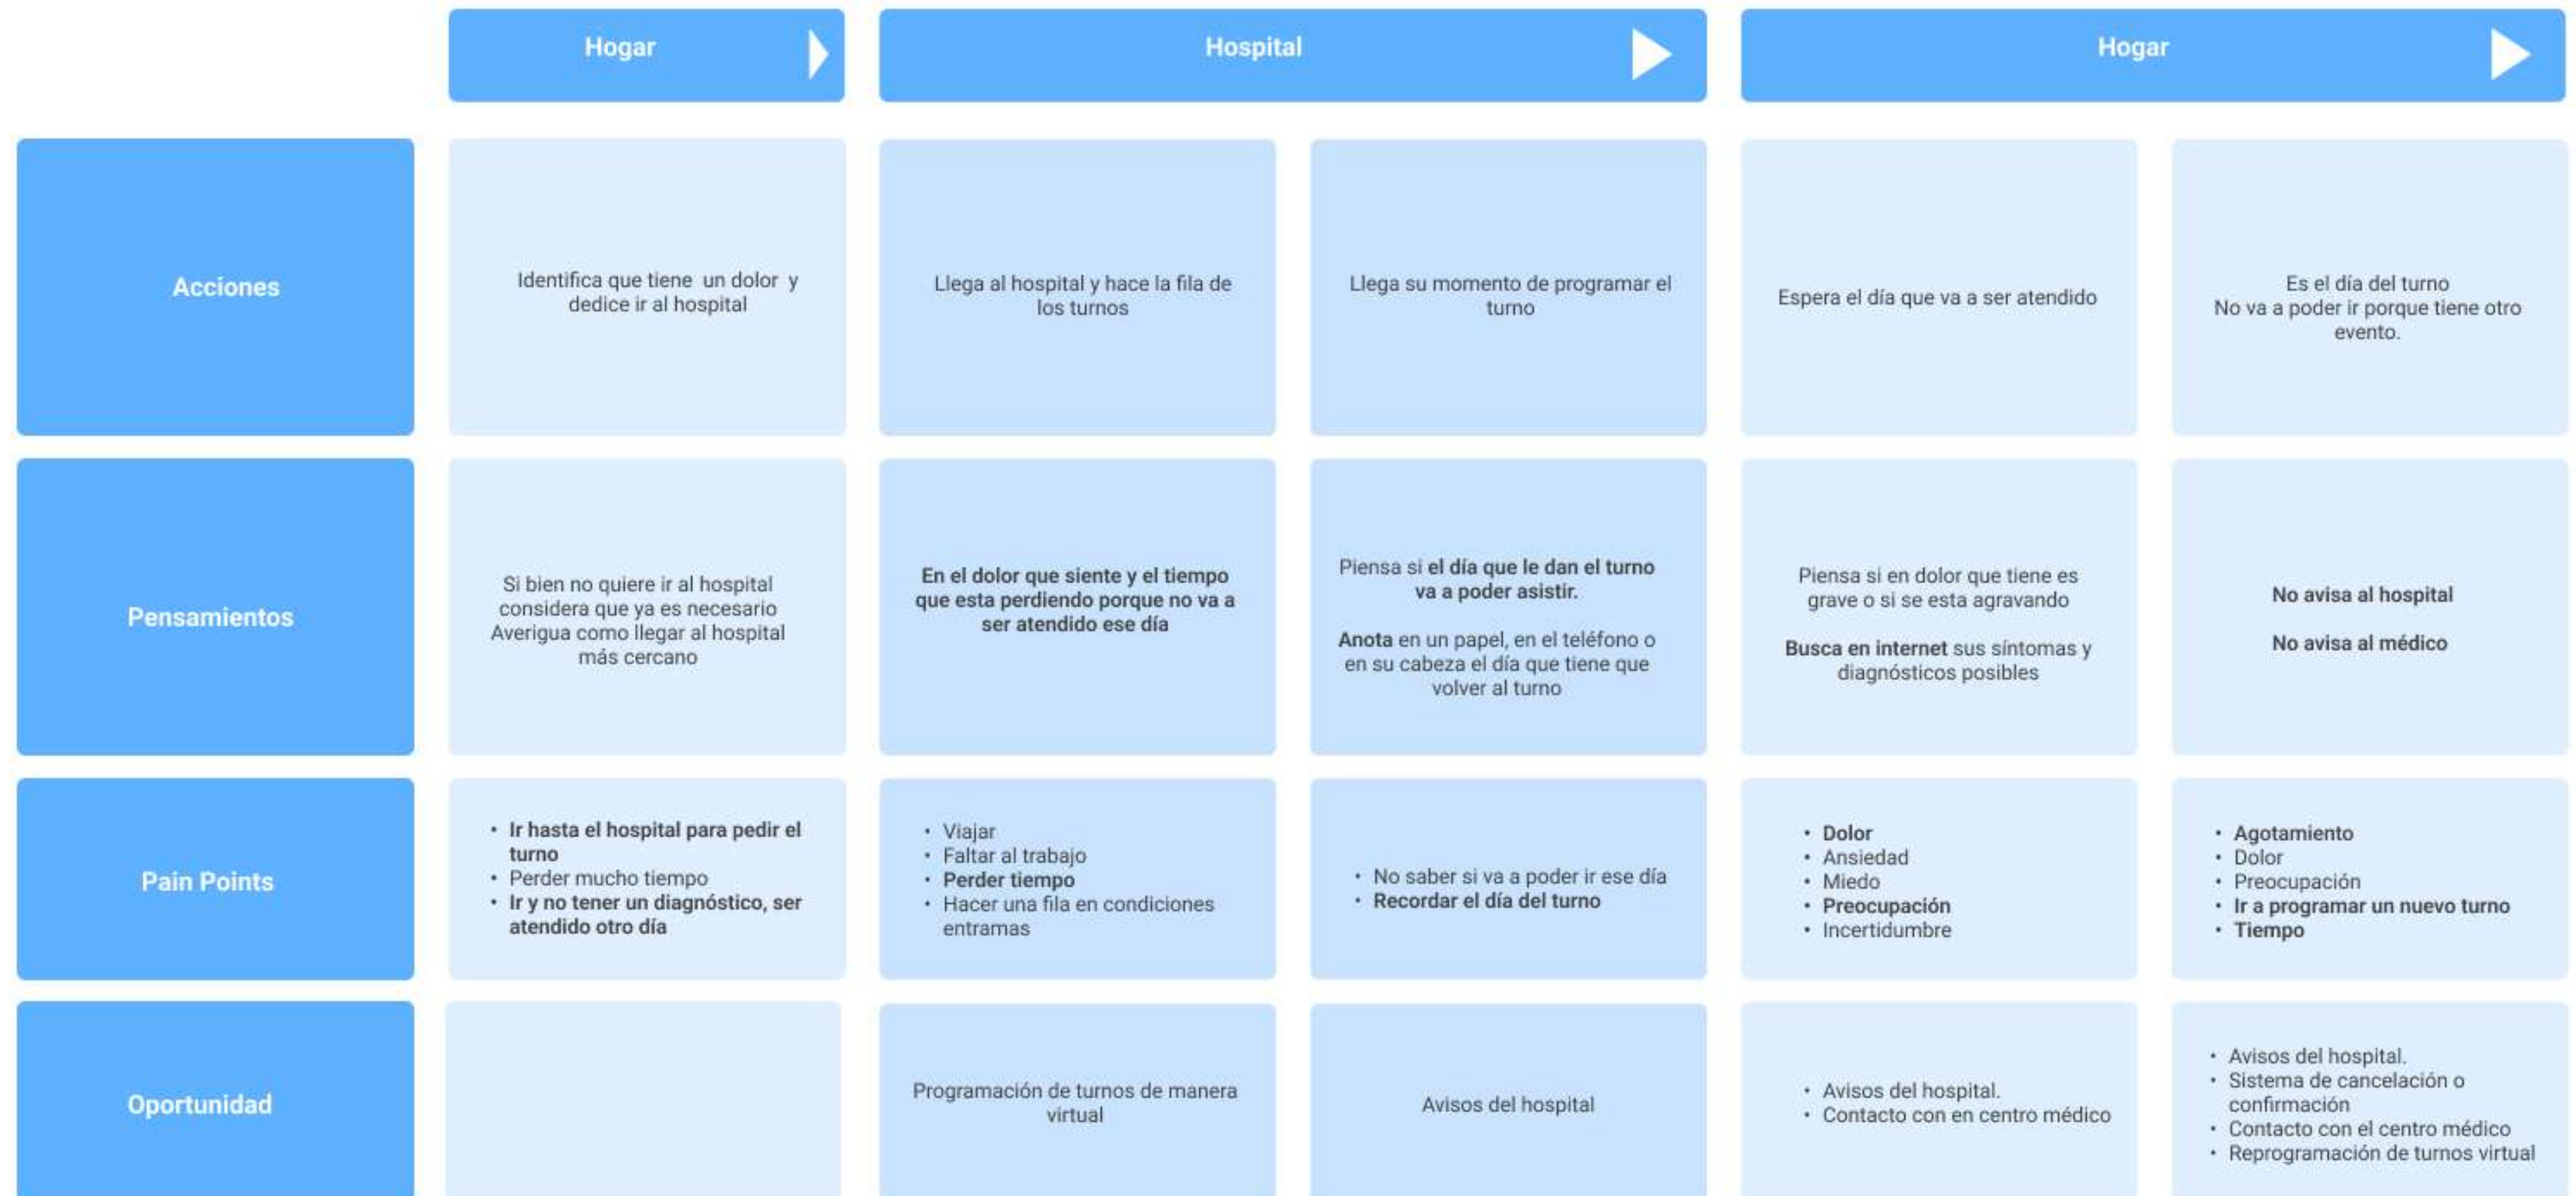 Hogar
Hospital
Hogar
Acciones
Identifica que tiene un dolor y
dedice ir al hospital
Llega al hospital y hace la fila de
los turnos
Llega su momento de programar el
turno
Espera el día que va a ser atendido
Es el día del turno
No va a poder ir porque tiene otro
evento.
Pensamientos
Si bien no quiere ir al hospital
considera que ya es necesario
Averigua como llegar al hospital
más cercano
En el dolor que siente y el tiempo
que esta perdiendo porque no va a
ser atendido ese día
Piensa si el día que le dan el turno
va a poder asistir.
Anota en un papel, en el teléfono o
en su cabeza el día que tiene que
volver al turno
Piensa si en dolor que tiene es
grave o si se esta agravando
Busca en internet sus síntomas y
diagnósticos posibles
No avisa al hospital
No avisa al médico
Pain Points
• Ir hasta el hospital para pedir el
turno
• Perder mucho tiempo
• Ir y no tener un diagnóstico, ser
atendido otro día
• Viajar
• Faltar al trabajo
• Perder tiempo
• Hacer una fila en condiciones
entramas
• No saber si va a poder ir ese día
• Recordar el día del turno
• Dolor
• Ansiedad
• Miedo
• Preocupación
• Incertidumbre
• Agotamiento
• Dolor
• Preocupación
• Ir a programar un nuevo turno
• Tiempo
Oportunidad
Programación de turnos de manera
virtual
Avisos del hospital
• Avisos del hospital.
• Contacto con en centro médico
• Avisos del hospital.
• Sistema de cancelación o
confirmación
• Contacto con el centro médico
• Reprogramación de turnos virtual